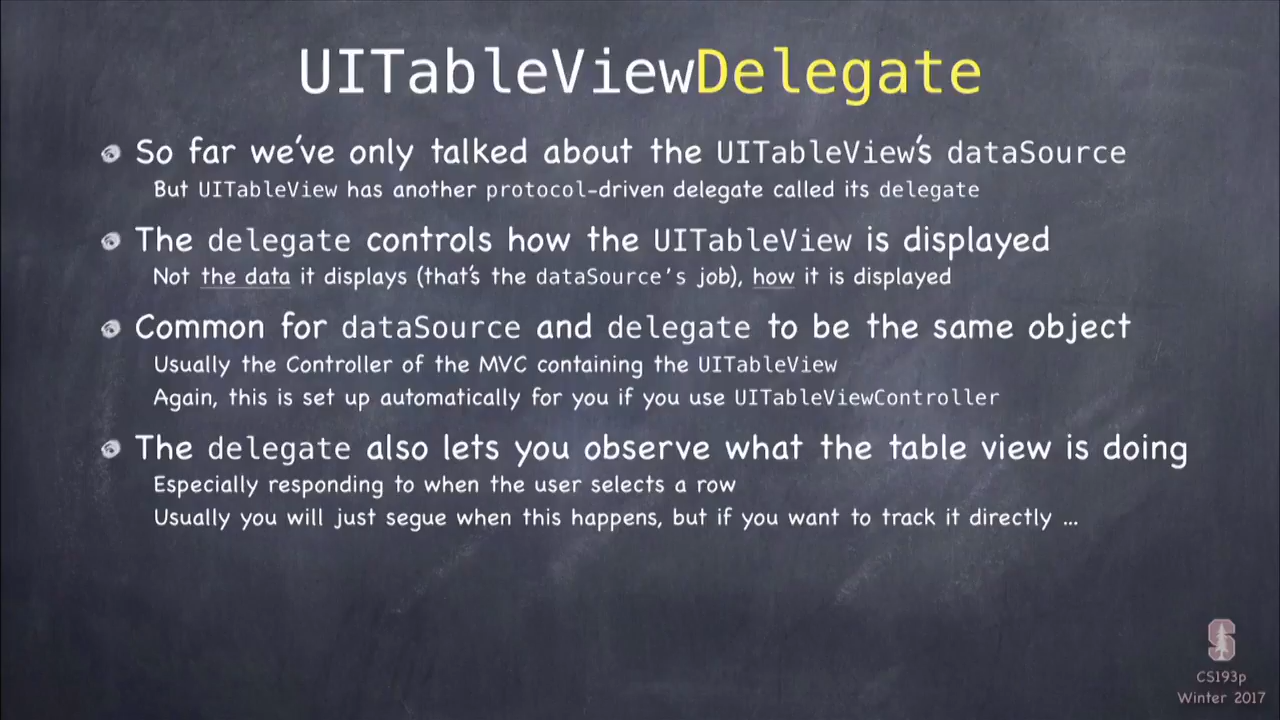 UITableViewDelegate
So far we've only talked about the UITableView's dataSource
But UITableView has another protocol-driven delegate called its delegate
The delegate controls how the UITableView is displayed
Not the data it displays (that's the dataSource's job), how it is displayed
Common for dataSource and delegate to be the same object
Usually the Controller of the MVC containing the UITableView
Again, this is set up automatically for you if you use UITableViewController
The delegate also lets you observe what the table view is doing
Especially responding to when the user selects a row
Usually you will just segue when this happens, but if you want to track it directly ...
S
CS193p
Winter 2017